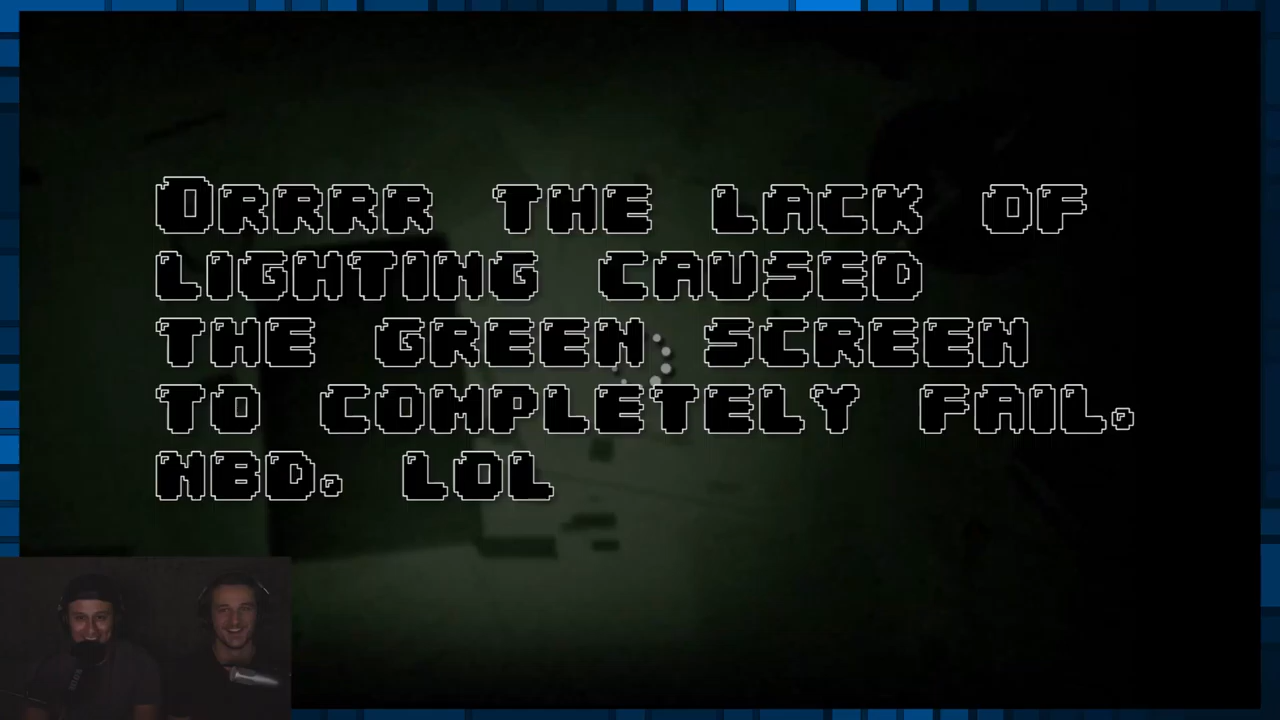 Orrrr the lack of
lighting caused
the green screen
to completely fail.
NBD. LOL